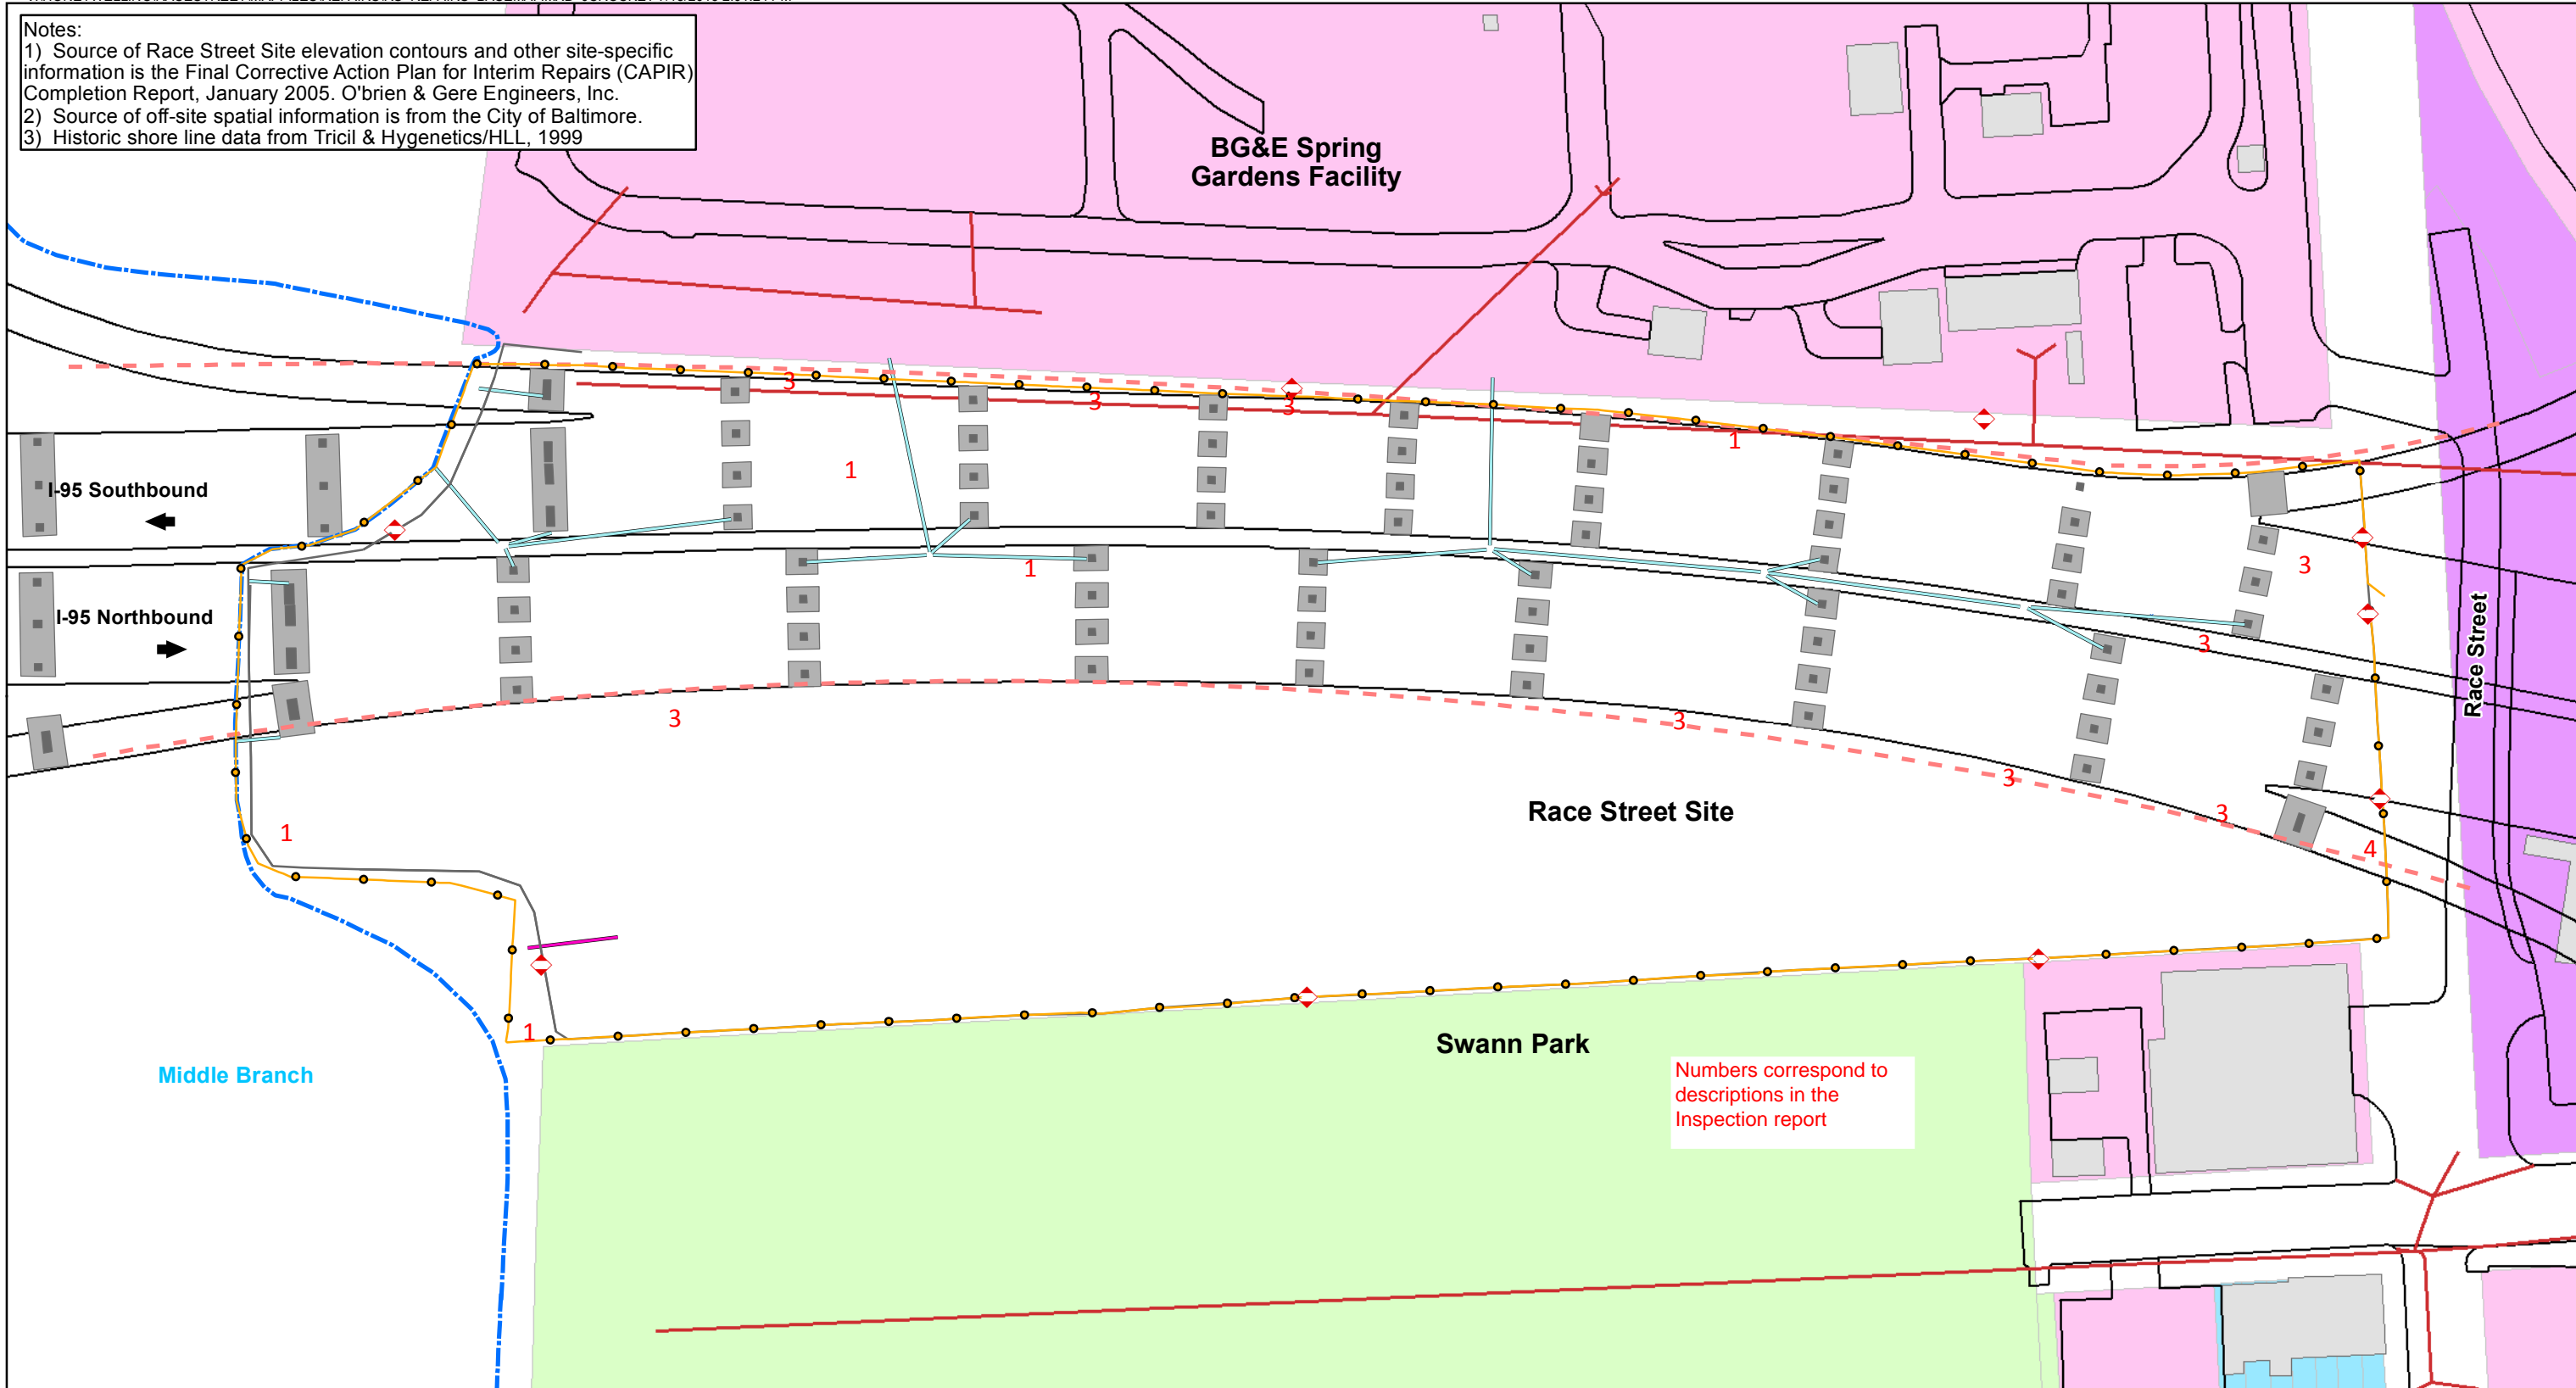 Notes:
1) Source of Race Street Site elevation contours and other site-specific
information is the Final Corrective Action Plan for Interim Repairs (CAPIR)
Completion Report, January 2005. O'brien & Gere Engineers, Inc.
2) Source of off-site spatial information is from the City of Baltimore.
3) Historic shore line data from Tricil & Hygenetics/HLL, 1999
BG&E Spring
Gardens Facility
3
3
3
1
1
I-95 Southbound
1
3
I-95 Northbound
3
Race Street
3
3
3
3
Race Street Site
1
4
1
Swann Park
Middle Branch
Numbers correspond to
descriptions in the
Inspection report